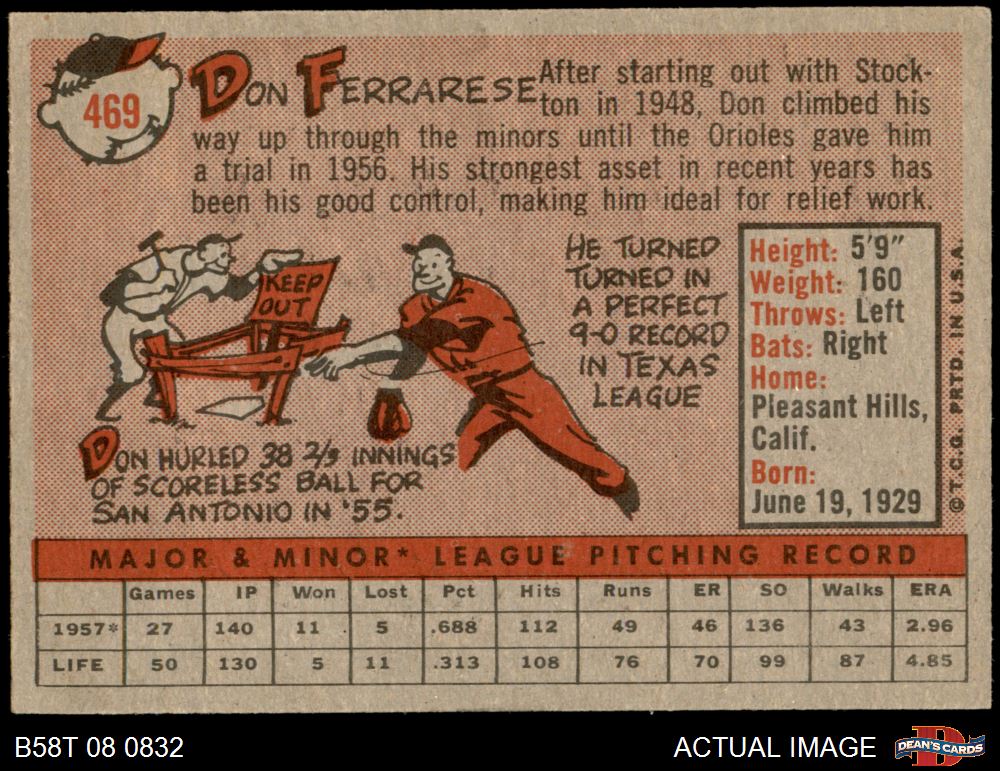 469
DON FERRARESE
After starting out with Stock-
ton in 1948, Don climbed his
way up through the minors until the Orioles gave him
a trial in 1956. His strongest asset in recent years has
been his good control, making him ideal for relief work.
KEEP
OUT
HE TURNED
TURNED IN
A PERFECT
9-0 RECORD
IN TEXAS
LEAGUE
DON HURLED 38 2/3 INNINGS
OF SCORELESS BALL FOR
SAN ANTONIO IN '55.
Height: 5'9"
Weight: 160
Throws: Left
Bats: Right
Home:
Pleasant Hills,
Calif.
Born:
June 19, 1929
© T.C.G. PRTD. IN U.S.A.
MAJOR & MINOR* LEAGUE PITCHING RECORD
Games IP Won Lost Pct Hits Runs ER SO Walks ERA
1957* 27 140 11 5 .688 112 49 46 136 43 2.96
LIFE 50 130 5 11 .313 108 76 70 99 87 4.85
B58T 08 0832
ACTUAL IMAGE
D
DEAN'S CARDS